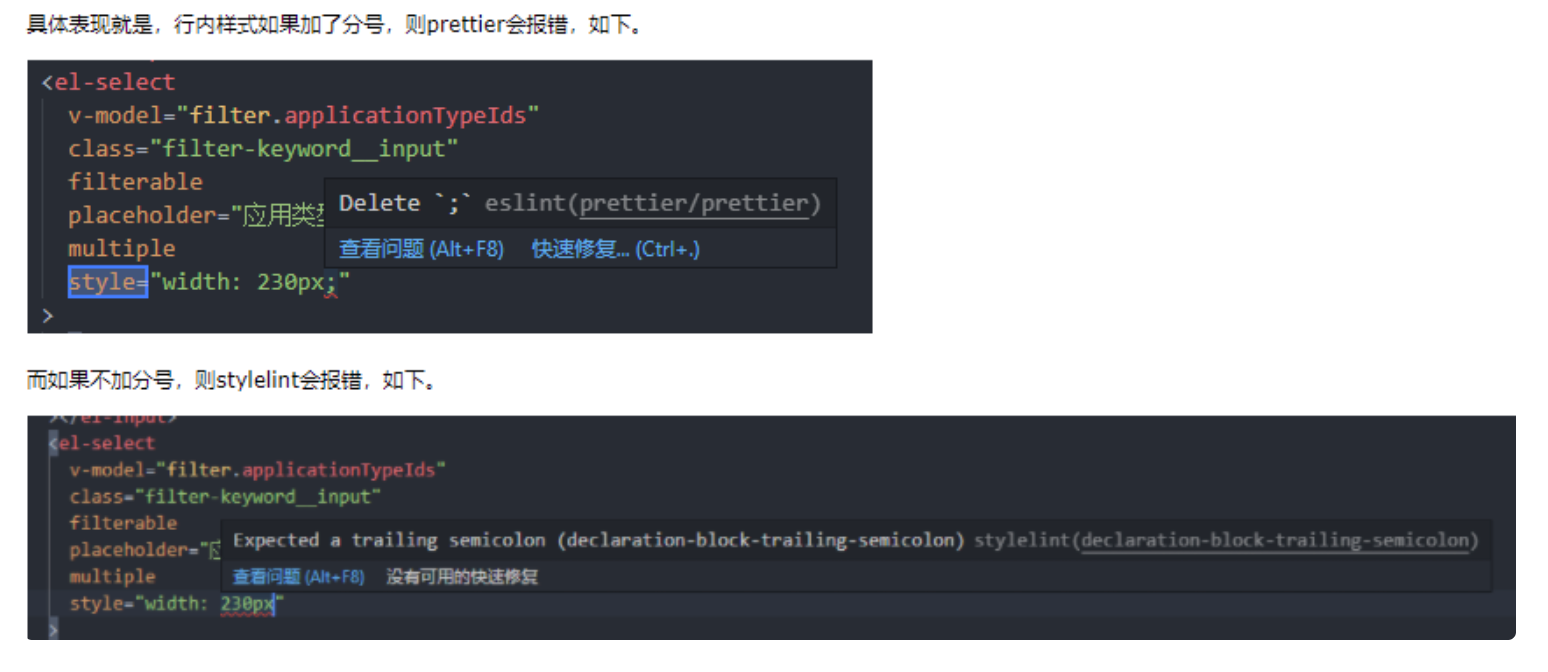 具体表现就是，行内样式如果加了分号，则prettier会报错，如下。
<el-select
v-model="filter.applicationTypeIds"
class="filter-keyword__input"
filterable
placeholder="应用类型
Delete `;` eslint(prettier/prettier)
multiple
查看问题 (Alt+F8) 快速修复... (Ctrl+.)
style="width: 230px;"
>
而如果不加分号，则stylelint会报错，如下。
></el-input>
<el-select
v-model="filter.applicationTypeIds"
class="filter-keyword__input"
filterable
placeholder="应
Expected a trailing semicolon (declaration-block-trailing-semicolon) stylelint(declaration-block-trailing-semicolon)
multiple
查看问题 (Alt+F8) 没有可用的快速修复
style="width: 230px"
>